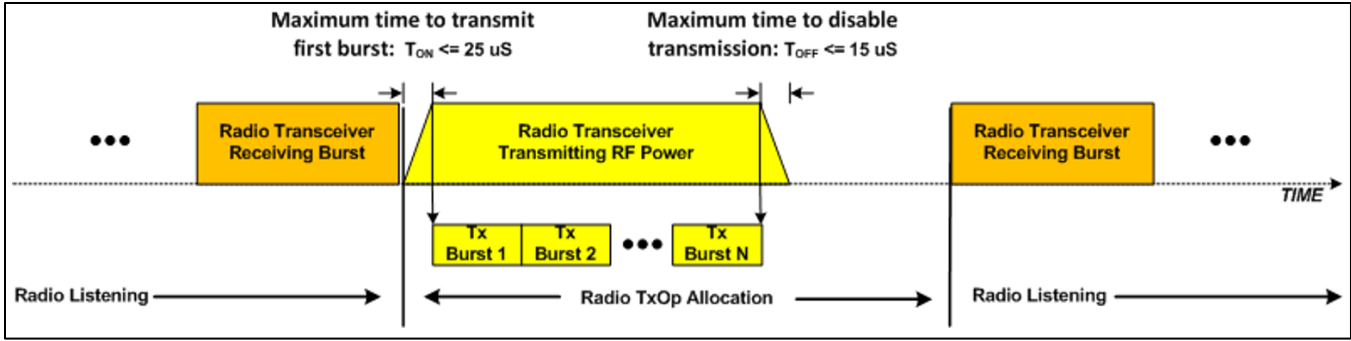 Maximum time to transmit
first burst: TON <= 25 uS
Maximum time to disable
transmission: TOFF <= 15 uS
•••
Radio Transceiver
Receiving Burst
Radio Transceiver
Transmitting RF Power
Radio Transceiver
Receiving Burst
•••
TIME
Tx
Burst 1
Tx
Burst 2
•••
Tx
Burst N
Radio Listening
Radio TxOp Allocation
Radio Listening